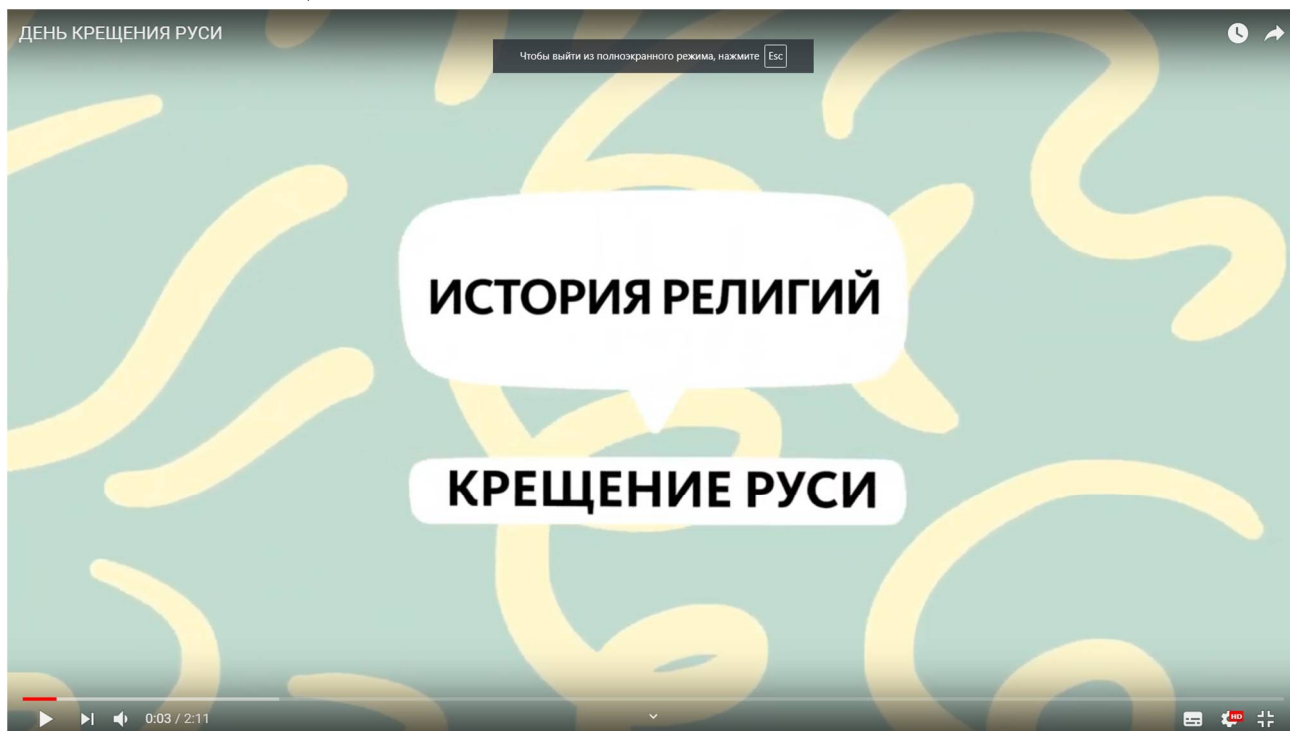 ДЕНЬ КРЕЩЕНИЯ РУСИ
Чтобы выйти из полноэкранного режима, нажмите Esc
ИСТОРИЯ РЕЛИГИЙ
КРЕЩЕНИЕ РУСИ
0:03 / 2:11
HD